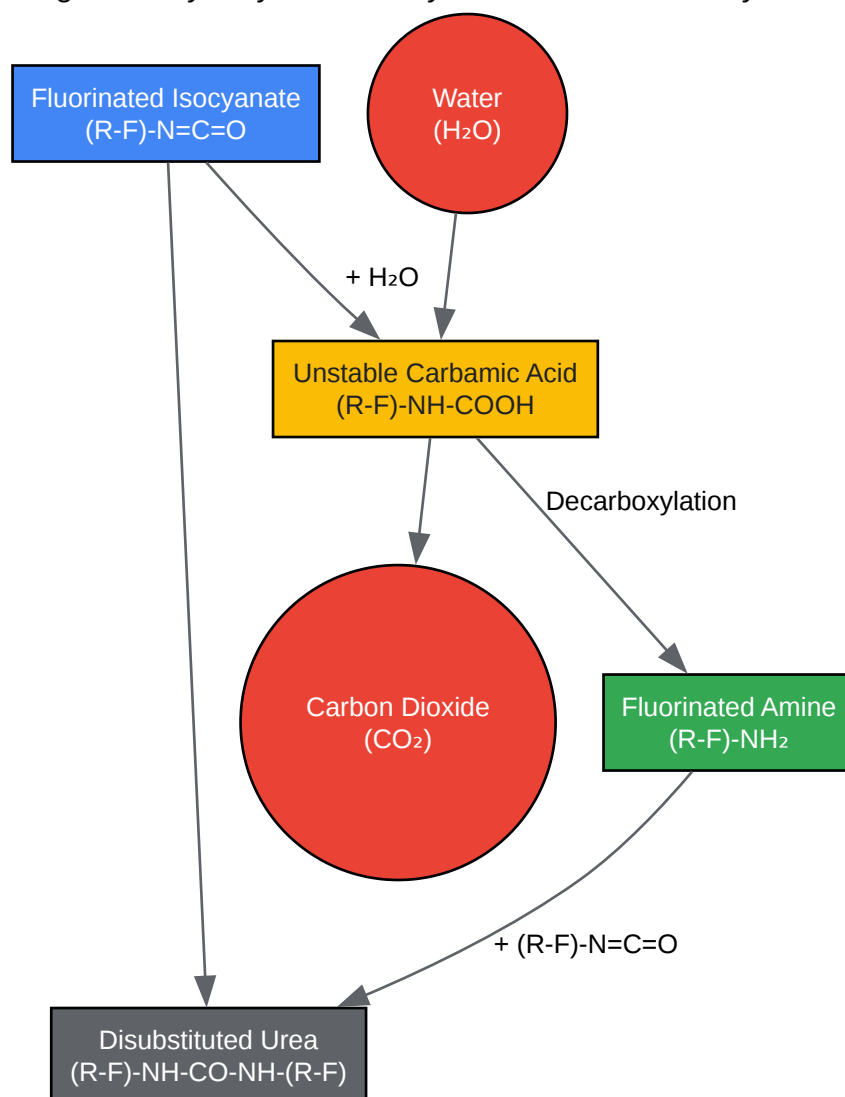 Fluorinated Isocyanate
(R-F)-N=C=O
Water
(H₂O)
+ H₂O
Unstable Carbamic Acid
(R-F)-NH-COOH
Decarboxylation
Carbon Dioxide
(CO₂)
Fluorinated Amine
(R-F)-NH₂
+ (R-F)-N=C=O
Disubstituted Urea
(R-F)-NH-CO-NH-(R-F)